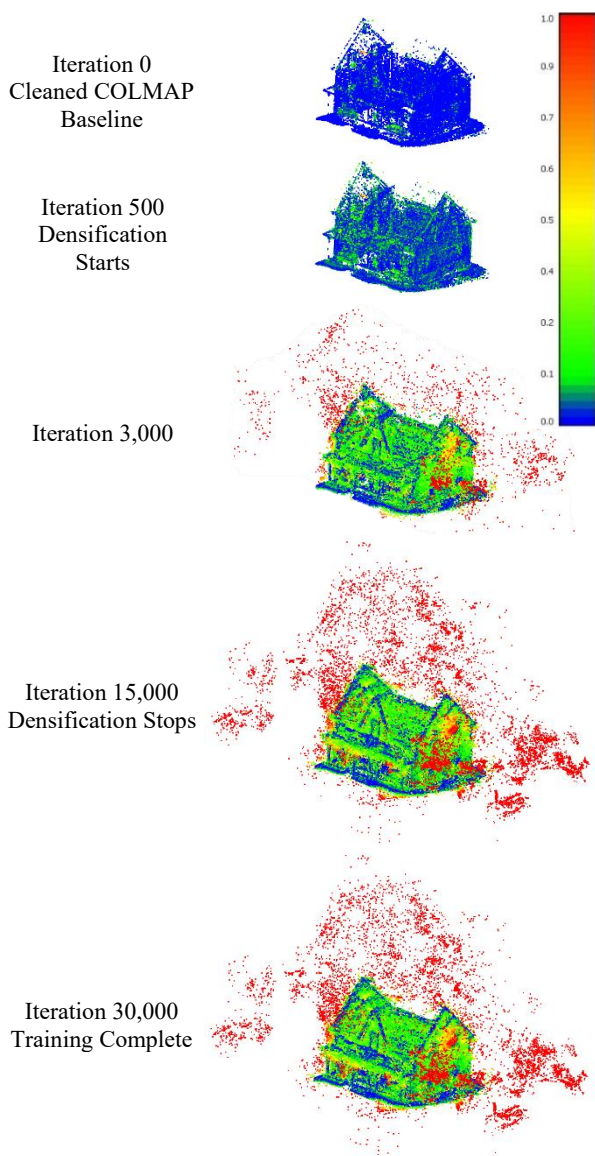 Iteration 0
Cleaned COLMAP
Baseline
1.0
0.9
0.7
0.6
0.5
0.4
0.2
0.1
0.0
Iteration 500
Densification
Starts
Iteration 3,000
Iteration 15,000
Densification Stops
Iteration 30,000
Training Complete